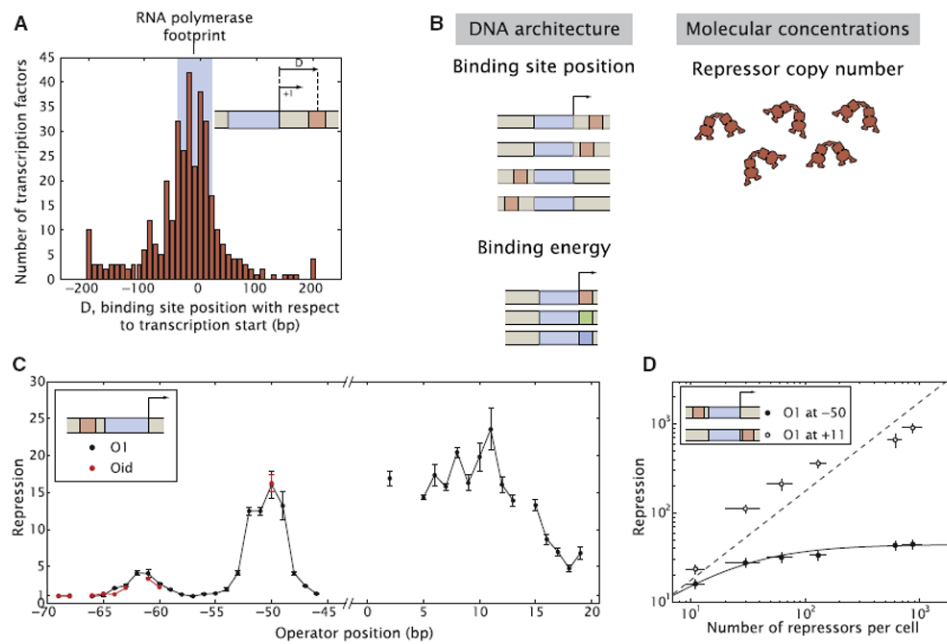 A
RNA polymerase
footprint
Number of transcription factors
45
40
35
30
25
20
15
10
5
0
D
+1
−200
−100
0
100
200
D, binding site position with respect
to transcription start (bp)
B
DNA architecture
Binding site position
Binding energy
Molecular concentrations
Repressor copy number
C
Repression
30
25
20
15
10
5
1
O1
Oid
−70
−65
−60
−55
−50
−45
0
5
10
15
20
Operator position (bp)
D
Repression
10³
10²
10¹
O1 at −50
O1 at +11
10¹
10²
10³
Number of repressors per cell